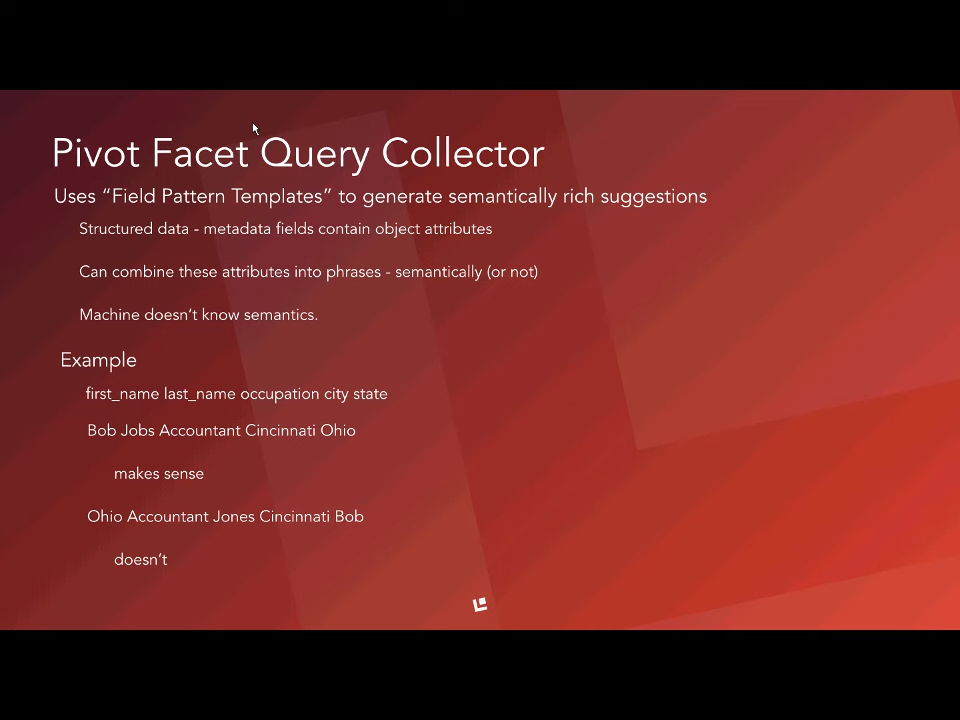 Pivot Facet Query Collector
Uses “Field Pattern Templates” to generate semantically rich suggestions
Structured data - metadata fields contain object attributes
Can combine these attributes into phrases - semantically (or not)
Machine doesn’t know semantics.
Example
first_name last_name occupation city state
Bob Jobs Accountant Cincinnati Ohio
makes sense
Ohio Accountant Jones Cincinnati Bob
doesn’t